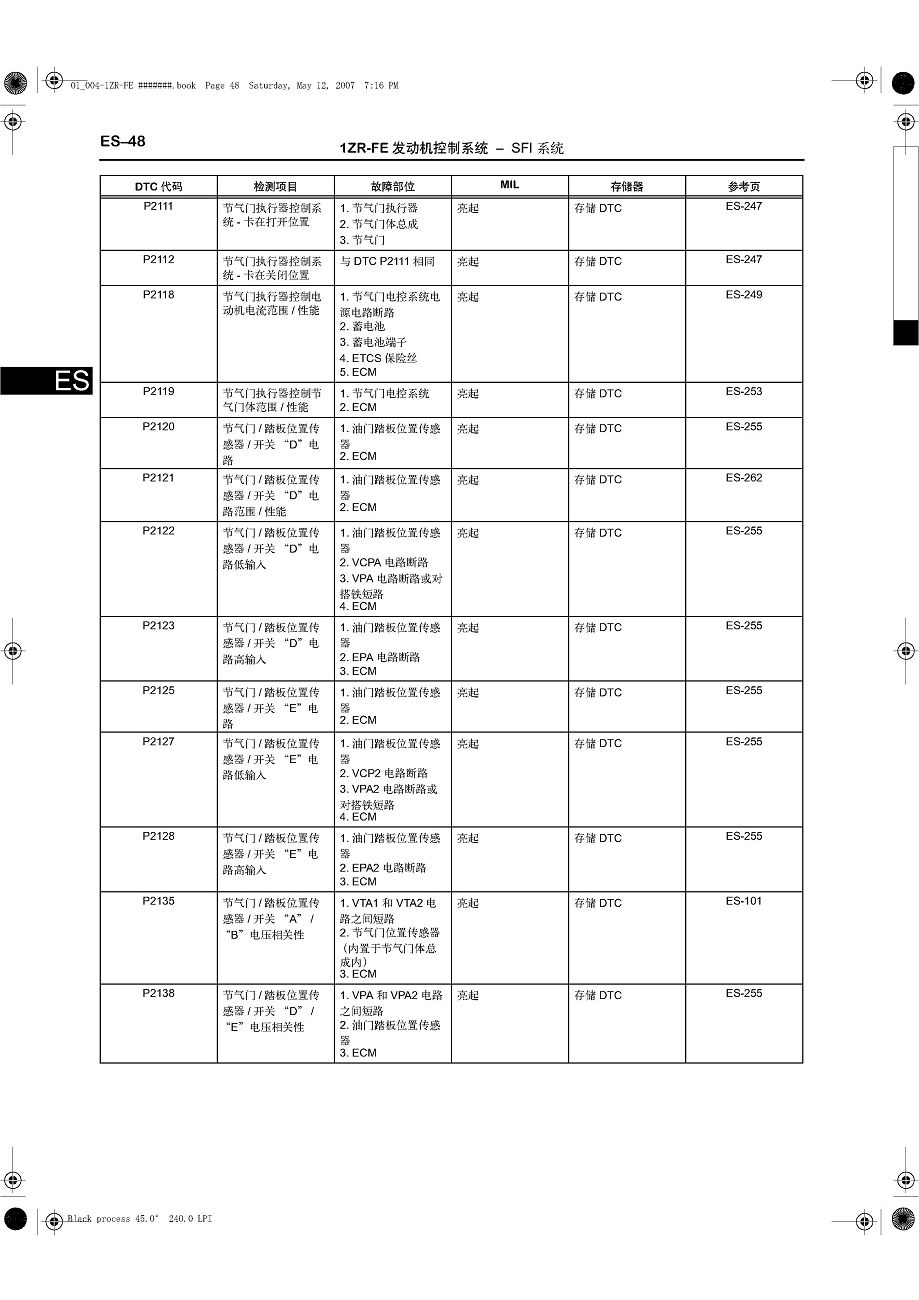 01_004-1ZR-FE #######.book Page 48 Saturday, May 12, 2007 7:16 PM
ES–48
1ZR-FE 发动机控制系统 – SFI 系统
DTC 代码 检测项目 故障部位 MIL 存储器 参考页
P2111 节气门执行器控制系 1. 节气门执行器 亮起 存储 DTC ES-247
统 - 卡在打开位置 2. 节气门体总成
3. 节气门
P2112 节气门执行器控制系 与 DTC P2111 相同 亮起 存储 DTC ES-247
统 - 卡在关闭位置
P2118 节气门执行器控制电 1. 节气门电控系统电 亮起 存储 DTC ES-249
动机电流范围 / 性能 源电路断路
2. 蓄电池
3. 蓄电池端子
4. ETCS 保险丝
5. ECM
ES
P2119 节气门执行器控制节 1. 节气门电控系统 亮起 存储 DTC ES-253
气门体范围 / 性能 2. ECM
P2120 节气门 / 踏板位置传 1. 油门踏板位置传感 亮起 存储 DTC ES-255
感器 / 开关 “D” 电 器
路 2. ECM
P2121 节气门 / 踏板位置传 1. 油门踏板位置传感 亮起 存储 DTC ES-262
感器 / 开关 “D” 电 器
路范围 / 性能 2. ECM
P2122 节气门 / 踏板位置传 1. 油门踏板位置传感 亮起 存储 DTC ES-255
感器 / 开关 “D” 电 器
路低输入 2. VCPA 电路断路
3. VPA 电路断路或对
搭铁短路
4. ECM
P2123 节气门 / 踏板位置传 1. 油门踏板位置传感 亮起 存储 DTC ES-255
感器 / 开关 “D” 电 器
路高输入 2. EPA 电路断路
3. ECM
P2125 节气门 / 踏板位置传 1. 油门踏板位置传感 亮起 存储 DTC ES-255
感器 / 开关 “E” 电 器
路 2. ECM
P2127 节气门 / 踏板位置传 1. 油门踏板位置传感 亮起 存储 DTC ES-255
感器 / 开关 “E” 电 器
路低输入 2. VCP2 电路断路
3. VPA2 电路断路或
对搭铁短路
4. ECM
P2128 节气门 / 踏板位置传 1. 油门踏板位置传感 亮起 存储 DTC ES-255
感器 / 开关 “E” 电 器
路高输入 2. EPA2 电路断路
3. ECM
P2135 节气门 / 踏板位置传 1. VTA1 和 VTA2 电 亮起 存储 DTC ES-101
感器 / 开关 “A” / 路之间短路
“B” 电压相关性 2. 节气门位置传感器
（内置于节气门体总
成内）
3. ECM
P2138 节气门 / 踏板位置传 1. VPA 和 VPA2 电路 亮起 存储 DTC ES-255
感器 / 开关 “D” / 之间短路
“E” 电压相关性 2. 油门踏板位置传感
器
3. ECM
Black process 45.0° 240.0 LPI